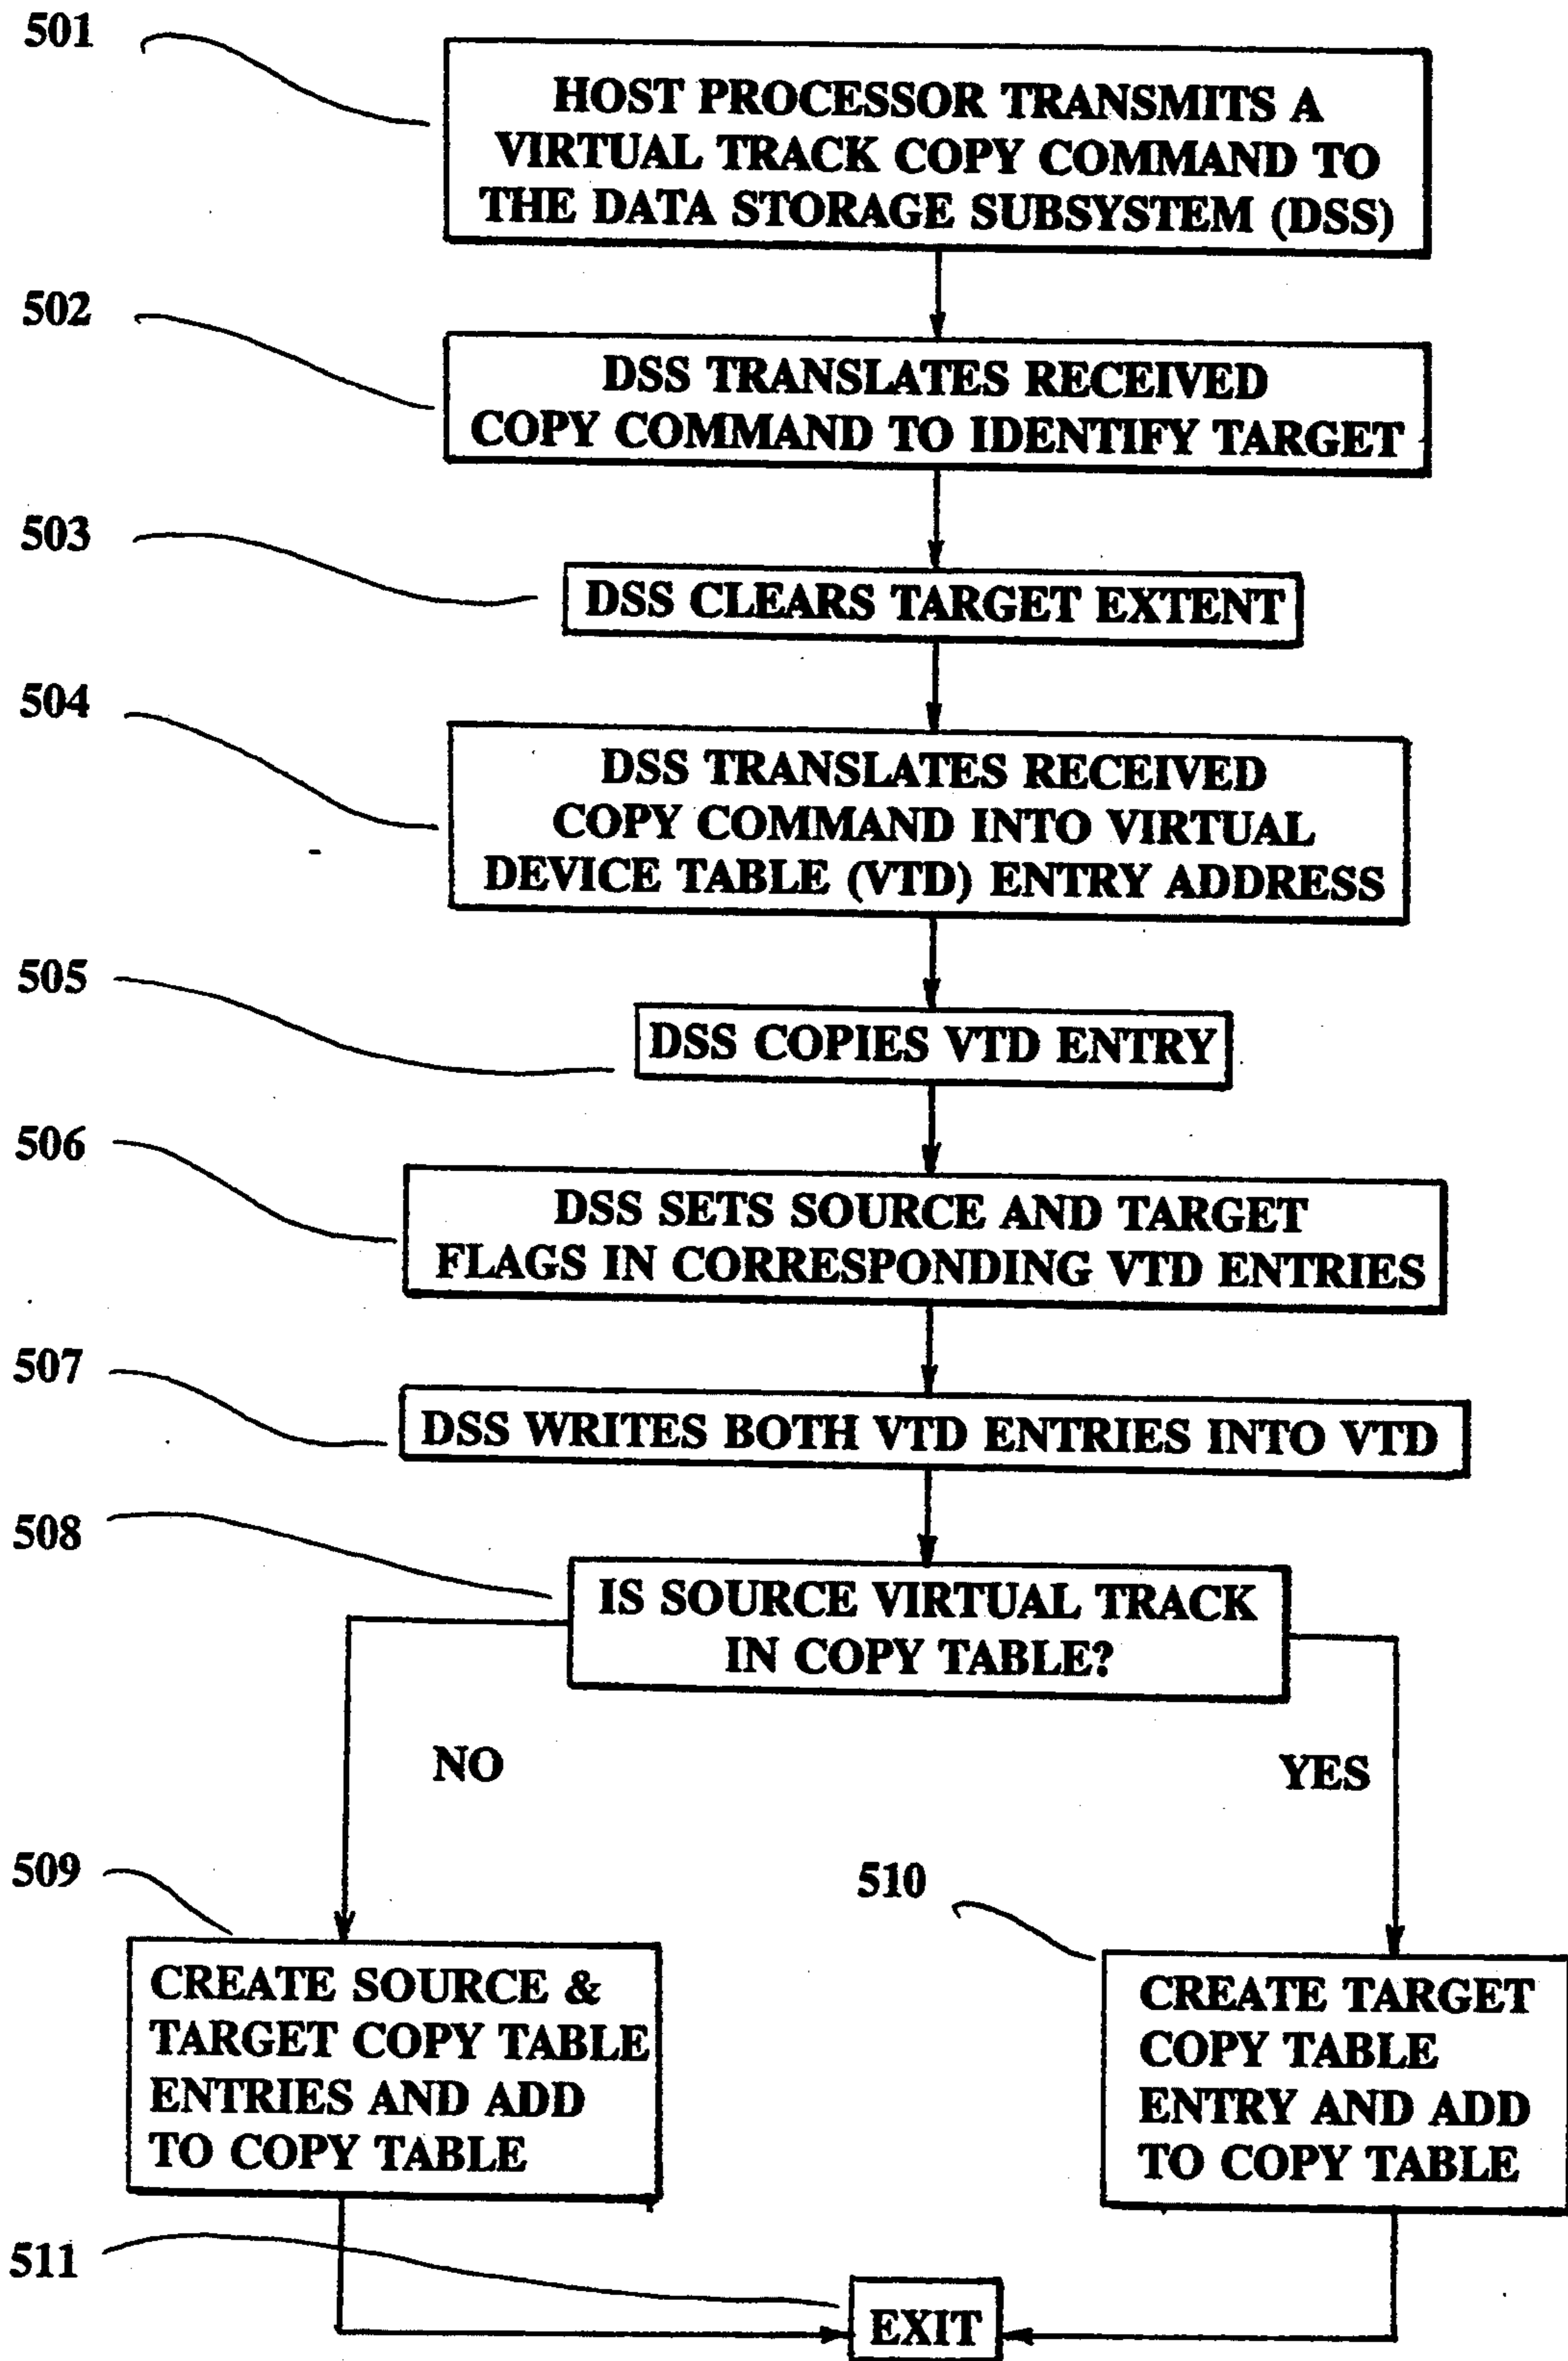 501
HOST PROCESSOR TRANSMITS A
VIRTUAL TRACK COPY COMMAND TO
THE DATA STORAGE SUBSYSTEM (DSS)
502
DSS TRANSLATES RECEIVED
COPY COMMAND TO IDENTIFY TARGET
503
DSS CLEARS TARGET EXTENT
504
DSS TRANSLATES RECEIVED
COPY COMMAND INTO VIRTUAL
DEVICE TABLE (VTD) ENTRY ADDRESS
505
DSS COPIES VTD ENTRY
506
DSS SETS SOURCE AND TARGET
FLAGS IN CORRESPONDING VTD ENTRIES
507
DSS WRITES BOTH VTD ENTRIES INTO VTD
508
IS SOURCE VIRTUAL TRACK
IN COPY TABLE?
NO
YES
509
CREATE SOURCE &
TARGET COPY TABLE
ENTRIES AND ADD
TO COPY TABLE
510
CREATE TARGET
COPY TABLE
ENTRY AND ADD
TO COPY TABLE
511
EXIT